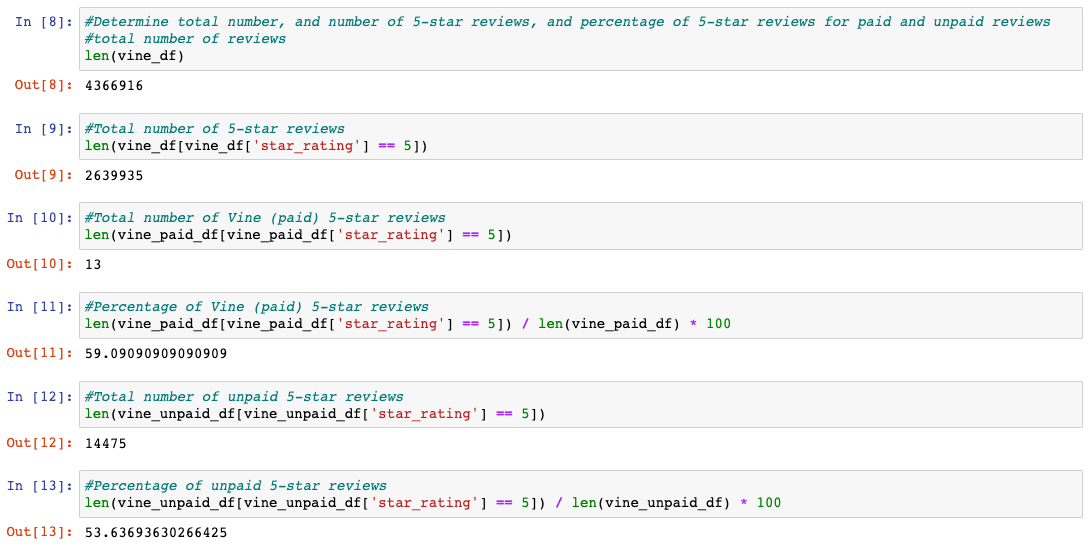 In [8]: #Determine total number, and number of 5-star reviews, and percentage of 5-star reviews for paid and unpaid reviews
#total number of reviews
len(vine_df)
Out[8]: 4366916
In [9]: #Total number of 5-star reviews
len(vine_df[vine_df['star_rating'] == 5])
Out[9]: 2639935
In [10]: #Total number of Vine (paid) 5-star reviews
len(vine_paid_df[vine_paid_df['star_rating'] == 5])
Out[10]: 13
In [11]: #Percentage of Vine (paid) 5-star reviews
len(vine_paid_df[vine_paid_df['star_rating'] == 5]) / len(vine_paid_df) * 100
Out[11]: 59.09090909090909
In [12]: #Total number of unpaid 5-star reviews
len(vine_unpaid_df[vine_unpaid_df['star_rating'] == 5])
Out[12]: 14475
In [13]: #Percentage of unpaid 5-star reviews
len(vine_unpaid_df[vine_unpaid_df['star_rating'] == 5]) / len(vine_unpaid_df) * 100
Out[13]: 53.63693630266425